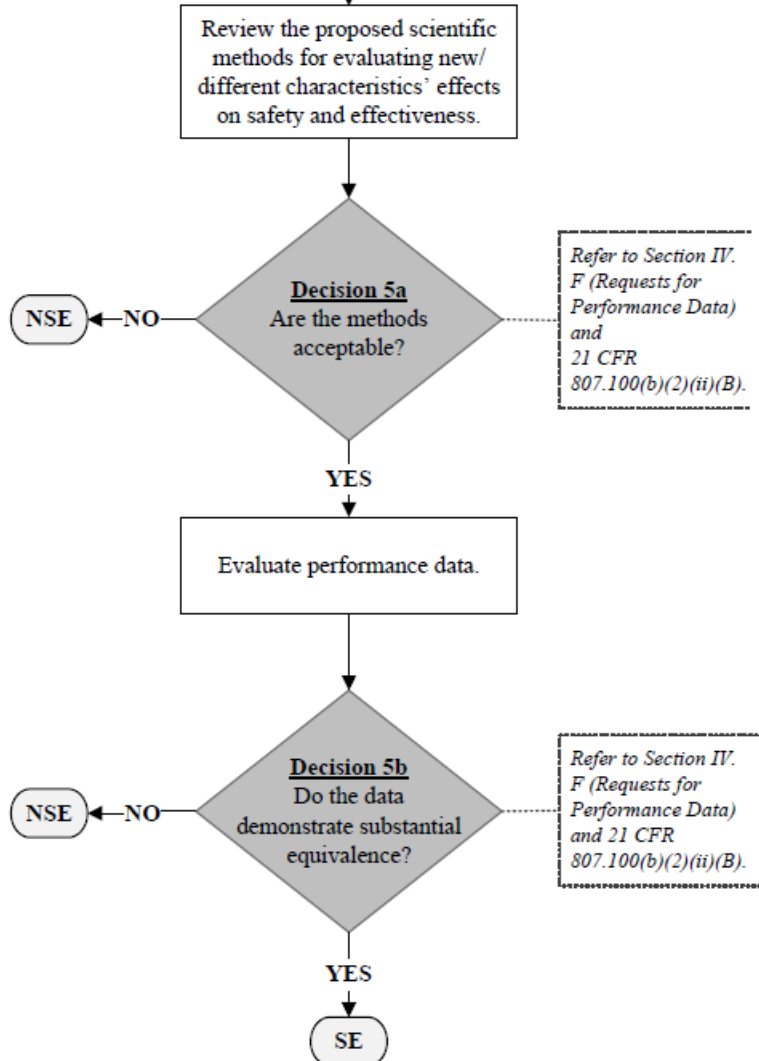 Review the proposed scientific
methods for evaluating new/
different characteristics’ effects
on safety and effectiveness.
Decision 5a
Are the methods
acceptable?
NO
NSE
Refer to Section IV.
F (Requests for
Performance Data)
and
21 CFR
807.100(b)(2)(ii)(B).
YES
Evaluate performance data.
Decision 5b
Do the data
demonstrate substantial
equivalence?
NO
NSE
Refer to Section IV.
F (Requests for
Performance Data)
and 21 CFR
807.100(b)(2)(ii)(B).
YES
SE